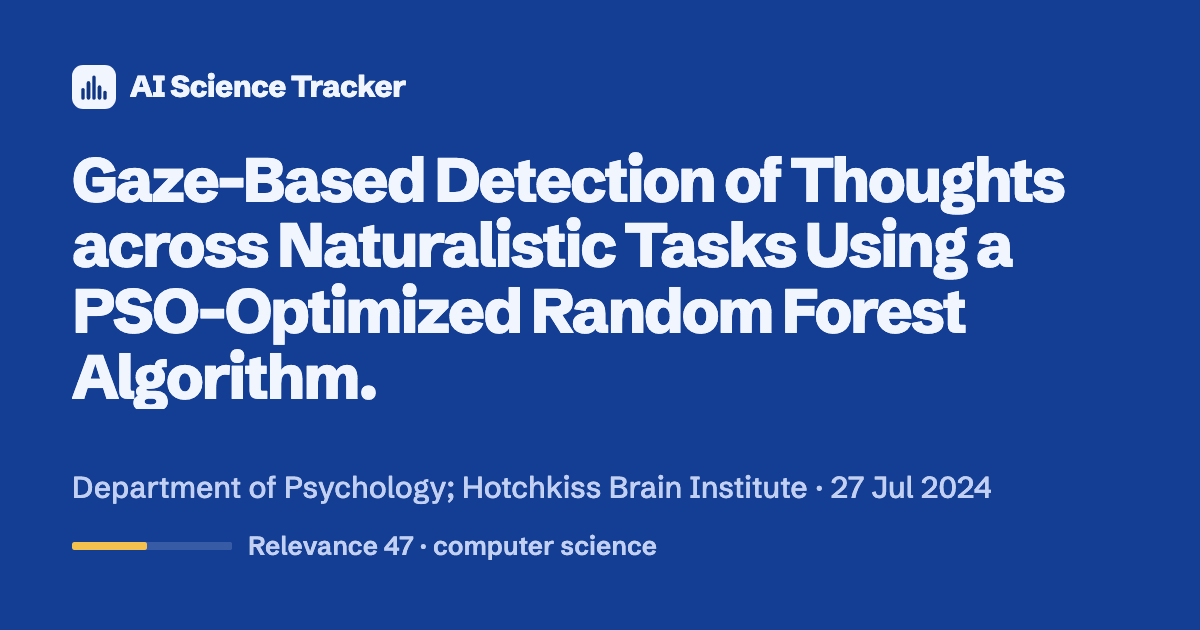 AI Science Tracker
Gaze-Based Detection of Thoughts
across Naturalistic Tasks Using a
PSO-Optimized Random Forest
Algorithm.
Department of Psychology; Hotchkiss Brain Institute · 27 Jul 2024
Relevance 47 · computer science